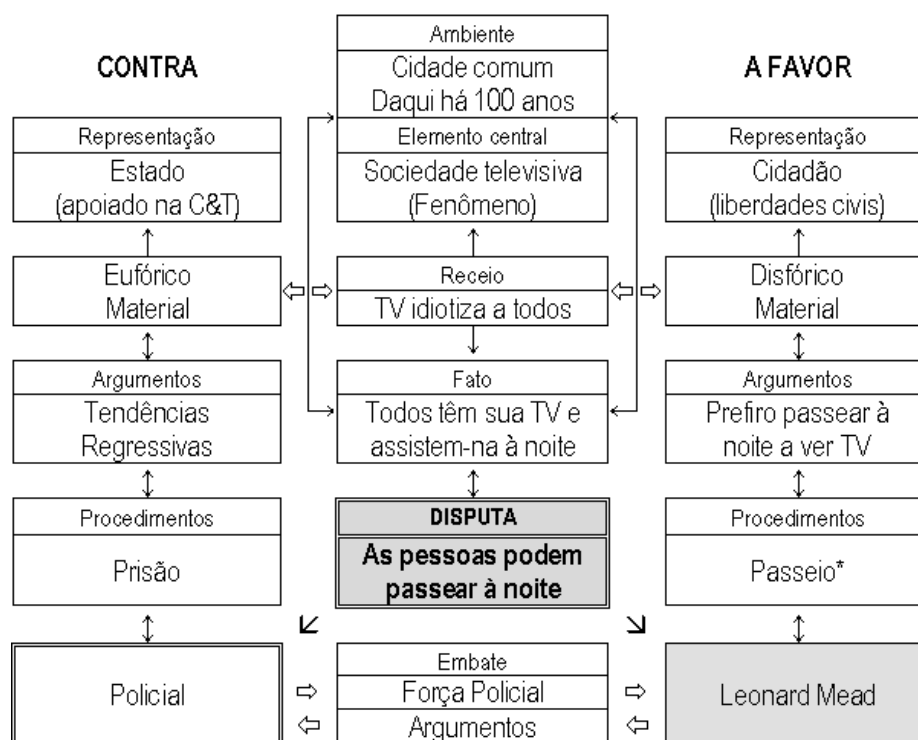 CONTRA
Ambiente
Cidade comum
Daqui há 100 anos
A FAVOR
Representação
Estado
(apoiado na C&T)
Elemento central
Sociedade televisiva
(Fenômeno)
Representação
Cidadão
(liberdades civis)
Eufórico
Material
Receio
TV idiotiza a todos
Disfórico
Material
Argumentos
Tendências
Regressivas
Fato
Todos têm sua TV e
assistem-na à noite
Argumentos
Prefiro passear à
noite a ver TV
Procedimentos
Prisão
DISPUTA
As pessoas podem
passear à noite
Procedimentos
Passeio*
Policial
Embate
Força Policial
Argumentos
Leonard Mead